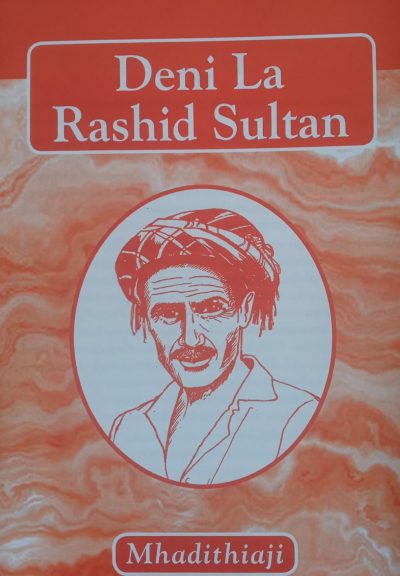 Deni La
Rashid Sultan
Mhadithiaji